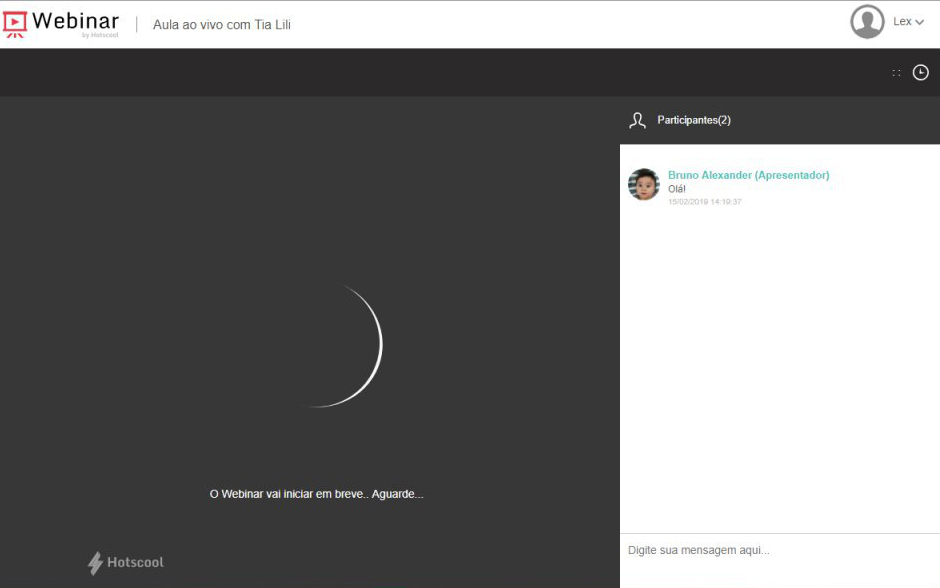 Webinar
by Hotscool
Aula ao vivo com Tia Lili
Lex
: :
Participantes(2)
Bruno Alexander (Apresentador)
Olá!
15/02/2019 14:19:37
O Webinar vai iniciar em breve.. Aguarde...
Digite sua mensagem aqui...
Hotscool